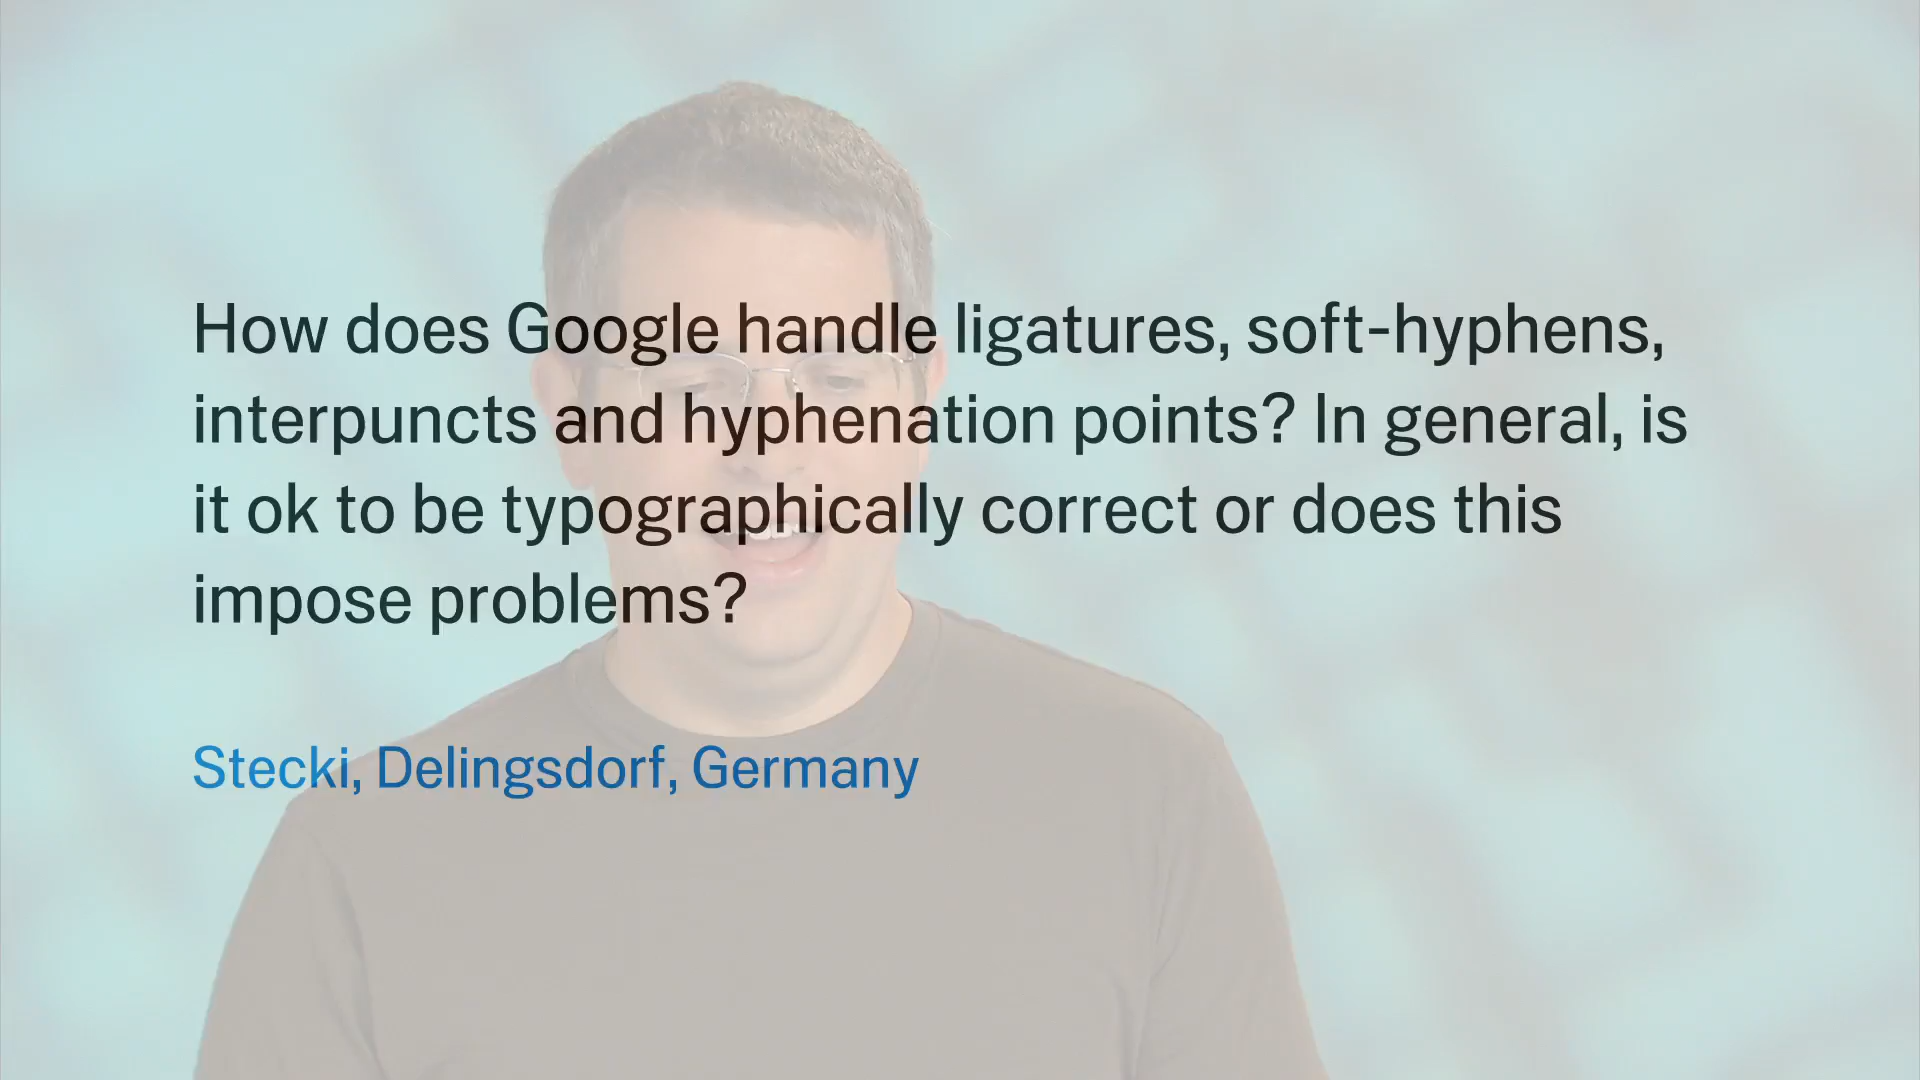 How does Google handle ligatures, soft-hyphens,
interpuncts and hyphenation points? In general, is
it ok to be typographically correct or does this
impose problems?
Stecki, Delingsdorf, Germany